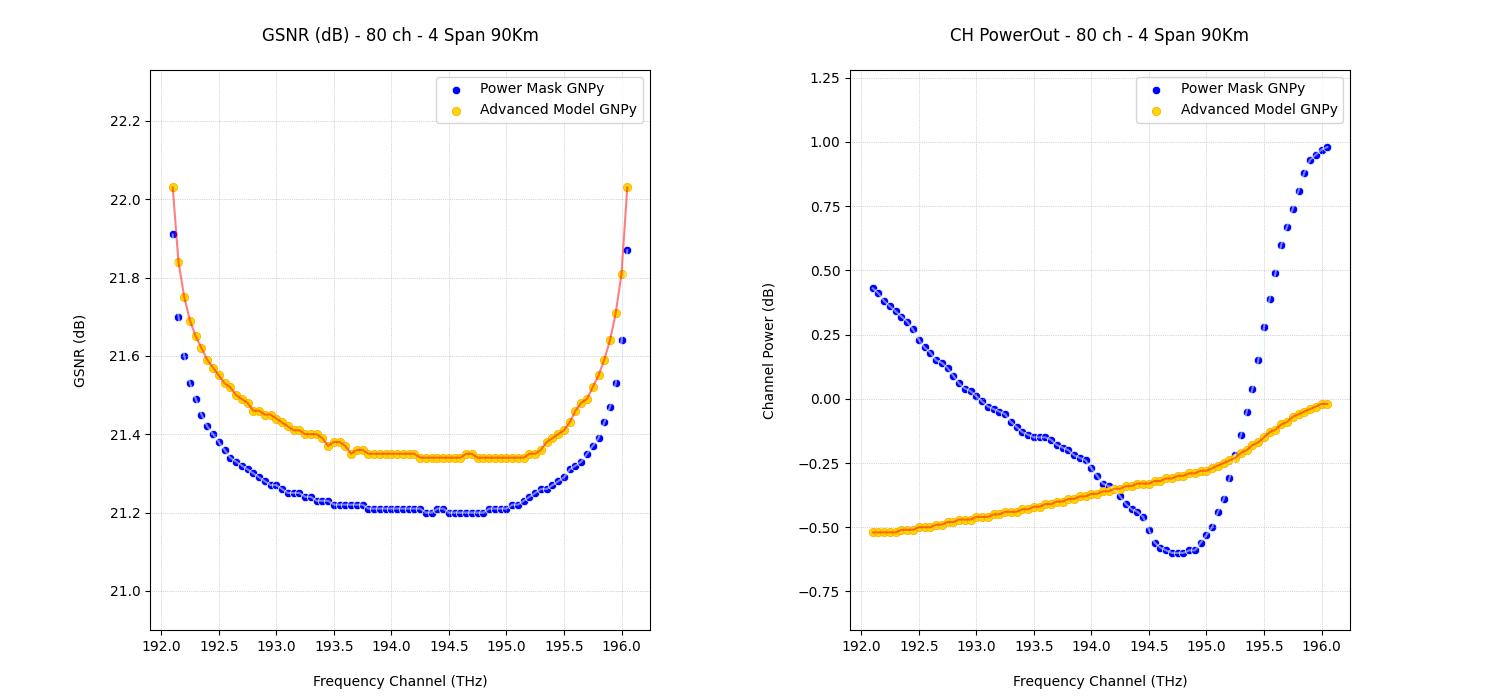 GSNR (dB) - 80 ch - 4 Span 90Km
Power Mask GNPy
Advanced Model GNPy
22.2
22.0
21.8
21.6
21.4
21.2
21.0
GSNR (dB)
192.0 192.5 193.0 193.5 194.0 194.5 195.0 195.5 196.0
Frequency Channel (THz)
CH PowerOut - 80 ch - 4 Span 90Km
Power Mask GNPy
Advanced Model GNPy
1.25
1.00
0.75
0.50
0.25
0.00
−0.25
−0.50
−0.75
Channel Power (dB)
192.0 192.5 193.0 193.5 194.0 194.5 195.0 195.5 196.0
Frequency Channel (THz)